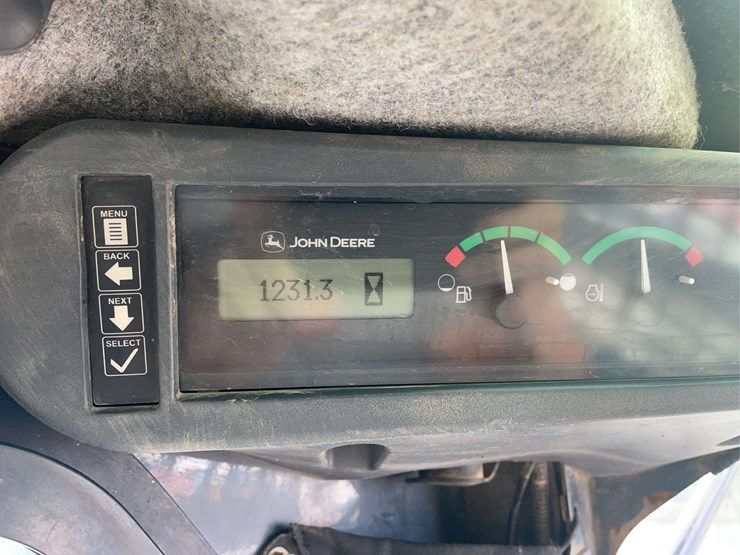 MENU
BACK
NEXT
SELECT
JOHN DEERE
1231.3